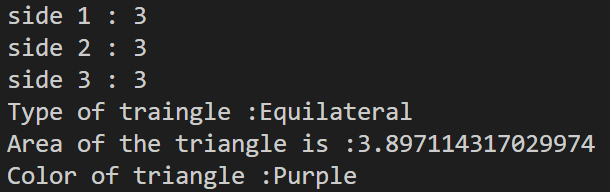 side 1 : 3
side 2 : 3
side 3 : 3
Type of traingle :Equilateral
Area of the triangle is :3.897114317029974
Color of triangle :Purple